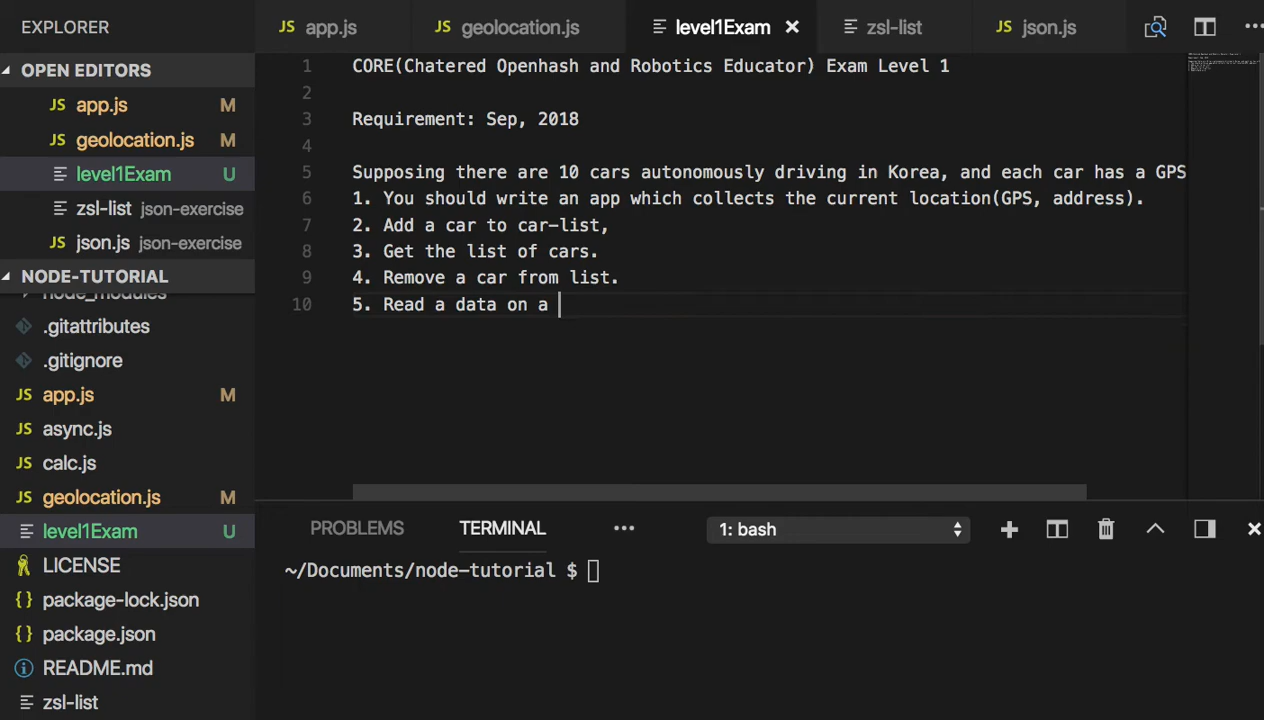 EXPLORER
JS app.js
JS geolocation.js
level1Exam
zsl-list
JS json.js
OPEN EDITORS
JS app.js M
JS geolocation.js M
level1Exam U
zsl-list json-exercise
JS json.js json-exercise
NODE-TUTORIAL
node_modules
.gitattributes
.gitignore
JS app.js M
JS async.js
JS calc.js
JS geolocation.js M
level1Exam U
LICENSE
{ } package-lock.json
{ } package.json
README.md
zsl-list
1 CORE(Chatered Openhash and Robotics Educator) Exam Level 1
2
3 Requirement: Sep, 2018
4
5 Supposing there are 10 cars autonomously driving in Korea, and each car has a GPS
6 1. You should write an app which collects the current location(GPS, address).
7 2. Add a car to car-list,
8 3. Get the list of cars.
9 4. Remove a car from list.
10 5. Read a data on a
PROBLEMS TERMINAL ••• 1: bash
~/Documents/node-tutorial $